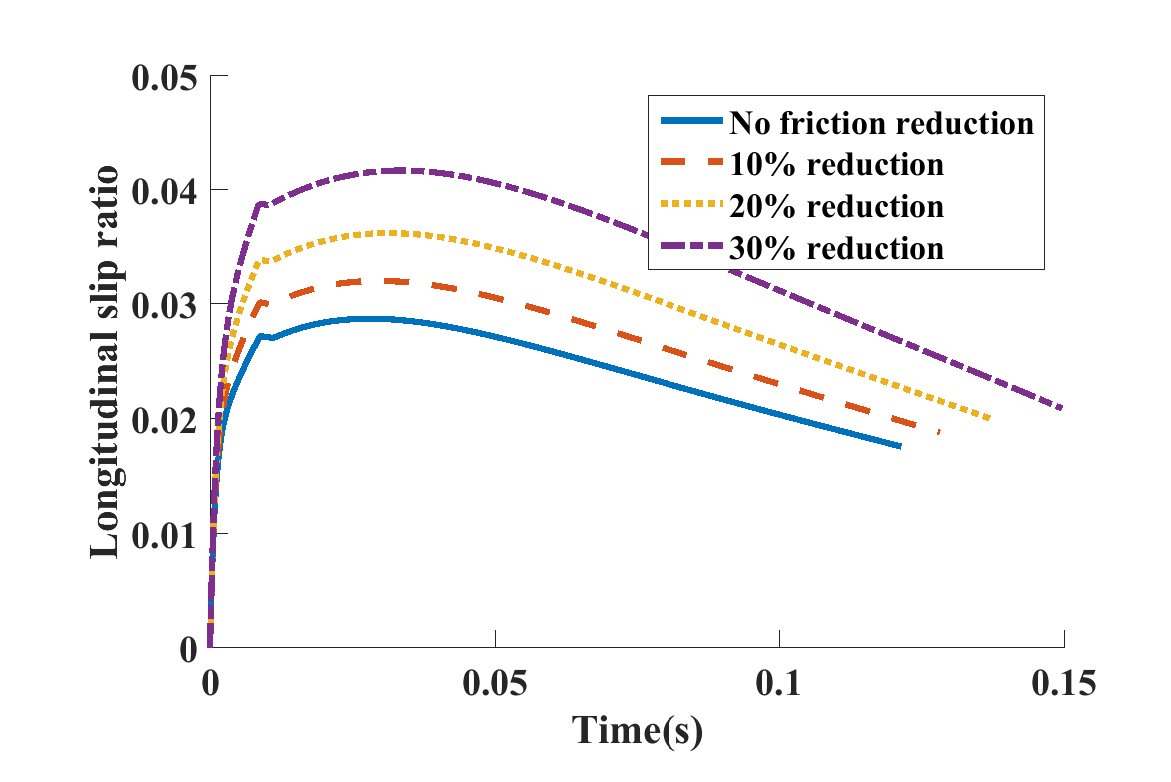 0.05
0.04
0.03
0.02
0.01
0
Longitudinal slip ratio
No friction reduction
10% reduction
20% reduction
30% reduction
0
0.05
0.1
0.15
Time(s)